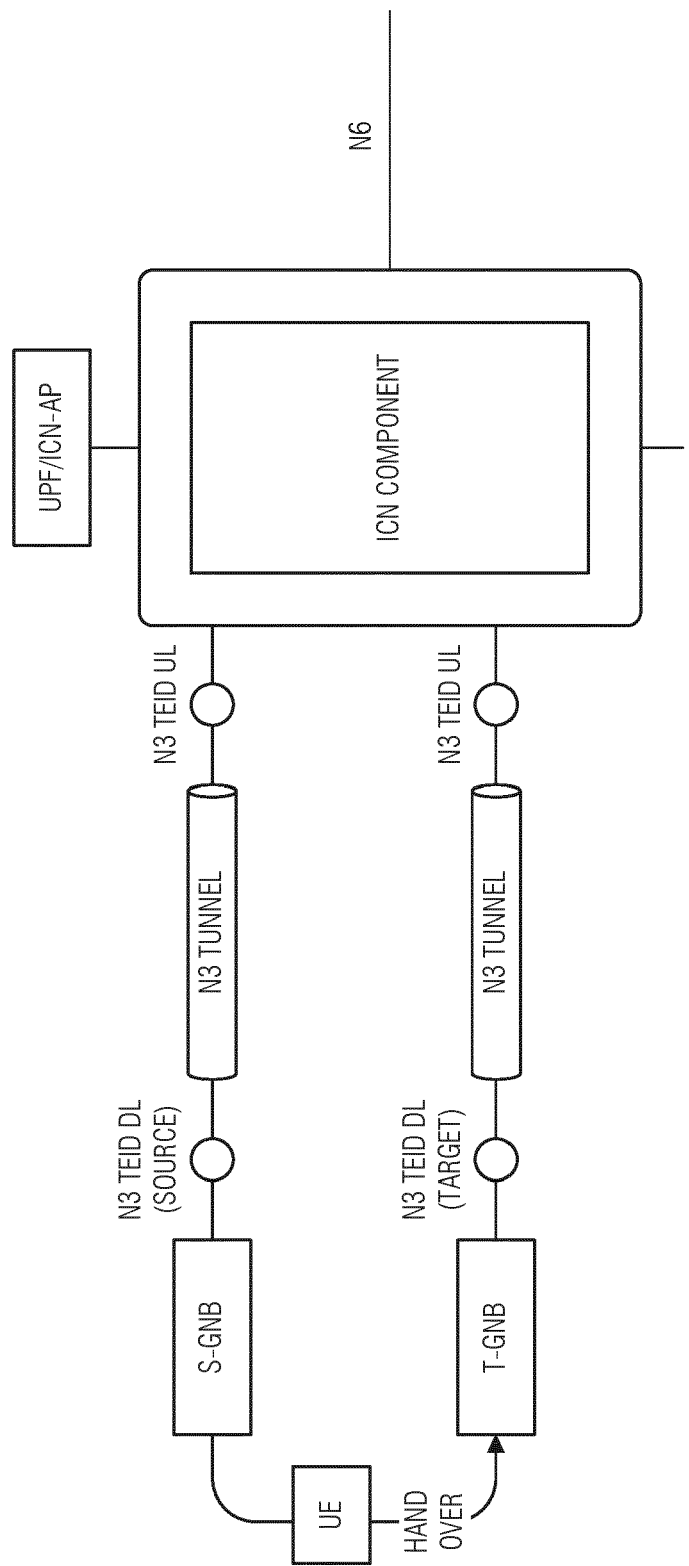 UPF/ICN-AP
N6
ICN COMPONENT
N3 TEID UL
N3 TUNNEL
N3 TEID DL
(SOURCE)
S-GNB
N3 TEID UL
N3 TUNNEL
N3 TEID DL
(TARGET)
T-GNB
UE
HAND
OVER